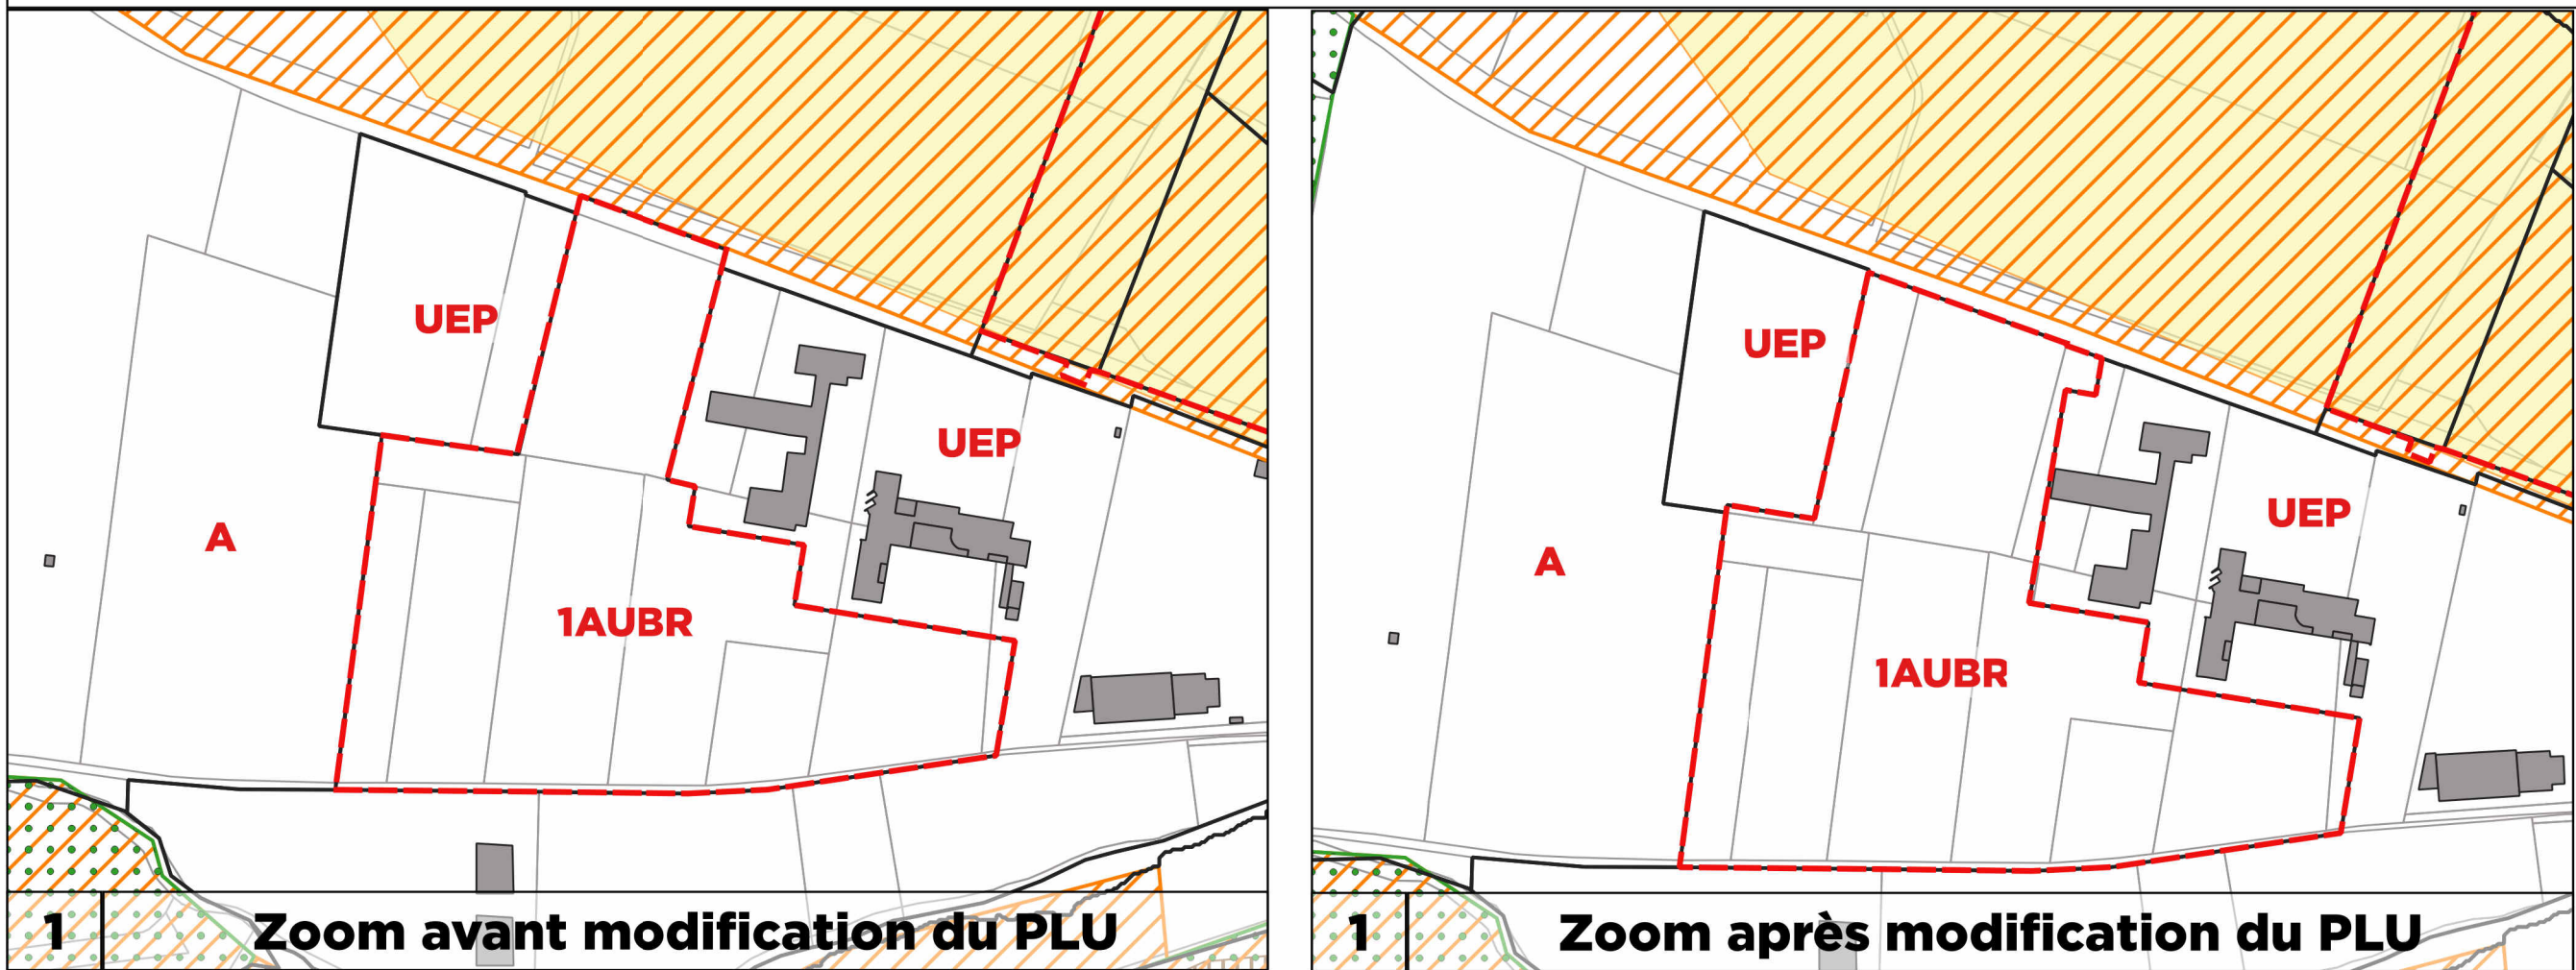 UEP
UEP
A
1AUBR
1 Zoom avant modification du PLU
UEP
UEP
A
1AUBR
1 Zoom après modification du PLU